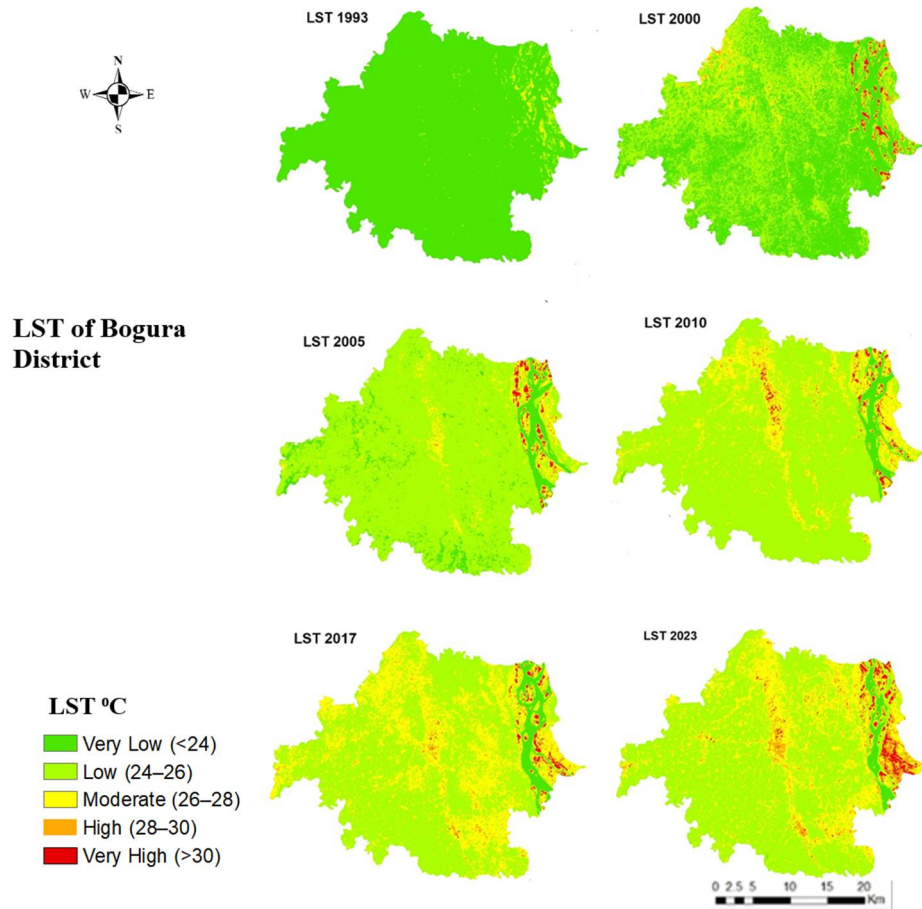 LST 1993
LST 2000
N
W E
S
LST of Bogura
District
LST 2005
LST 2010
LST 2017
LST 2023
LST ⁰C
Very Low (<24)
Low (24–26)
Moderate (26–28)
High (28–30)
Very High (>30)
0 2.5 5 10 15 20
Km